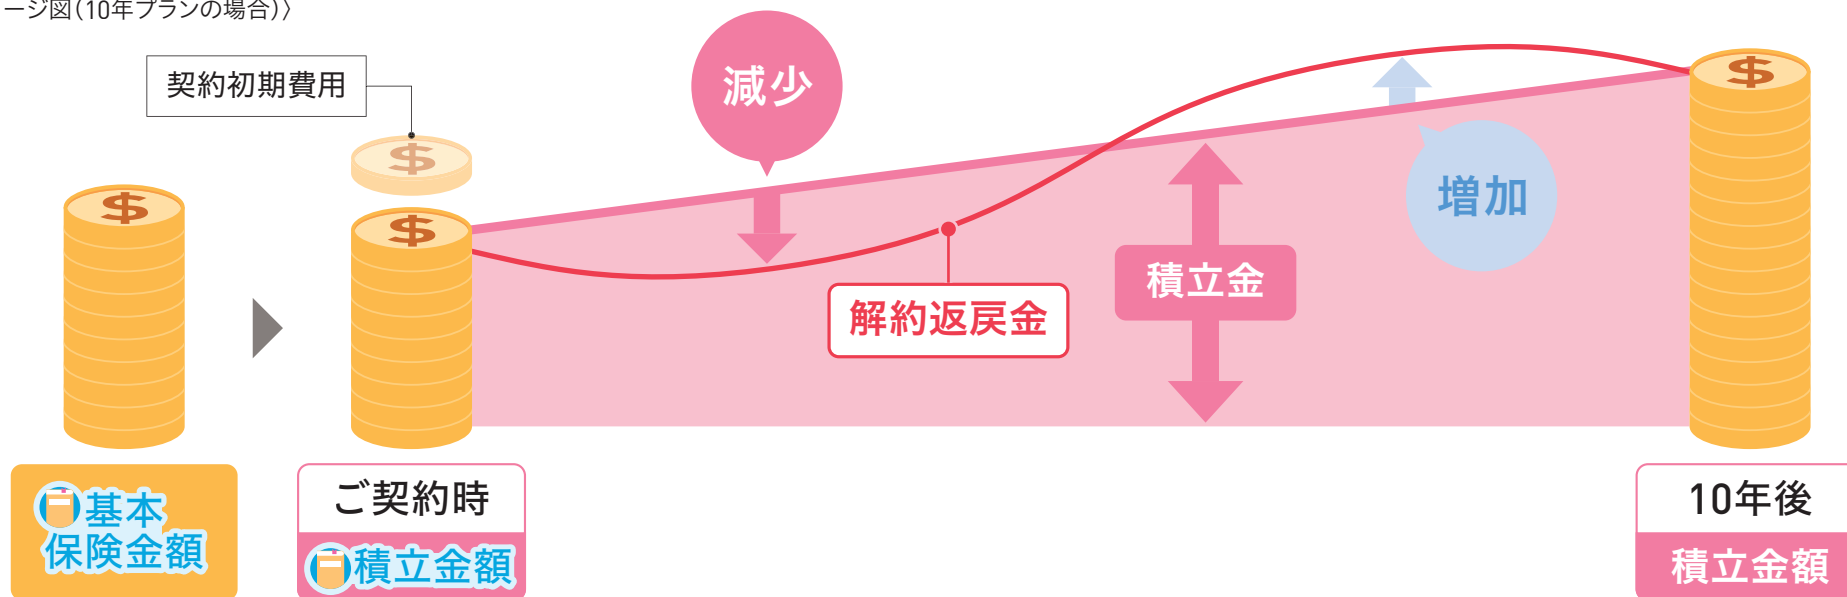 ージ図(10年プランの場合)〉
契約初期費用
減少
増加
積立金
解約返戻金
基本
保険金額
ご契約時
積立金額
10年後
積立金額
$
$
$
$